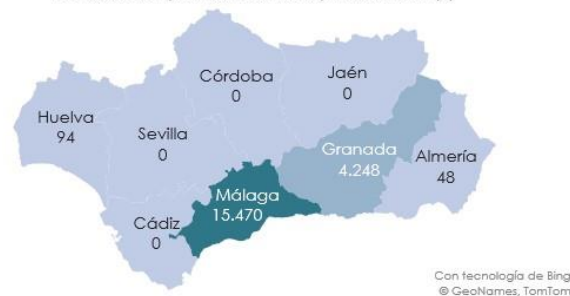 Córdoba
0
Jaén
0
Huelva
94
Sevilla
0
Granada
4.248
Almería
48
Málaga
15.470
Cádiz
0
Con tecnología de Bing
© GeoNames, TomTom